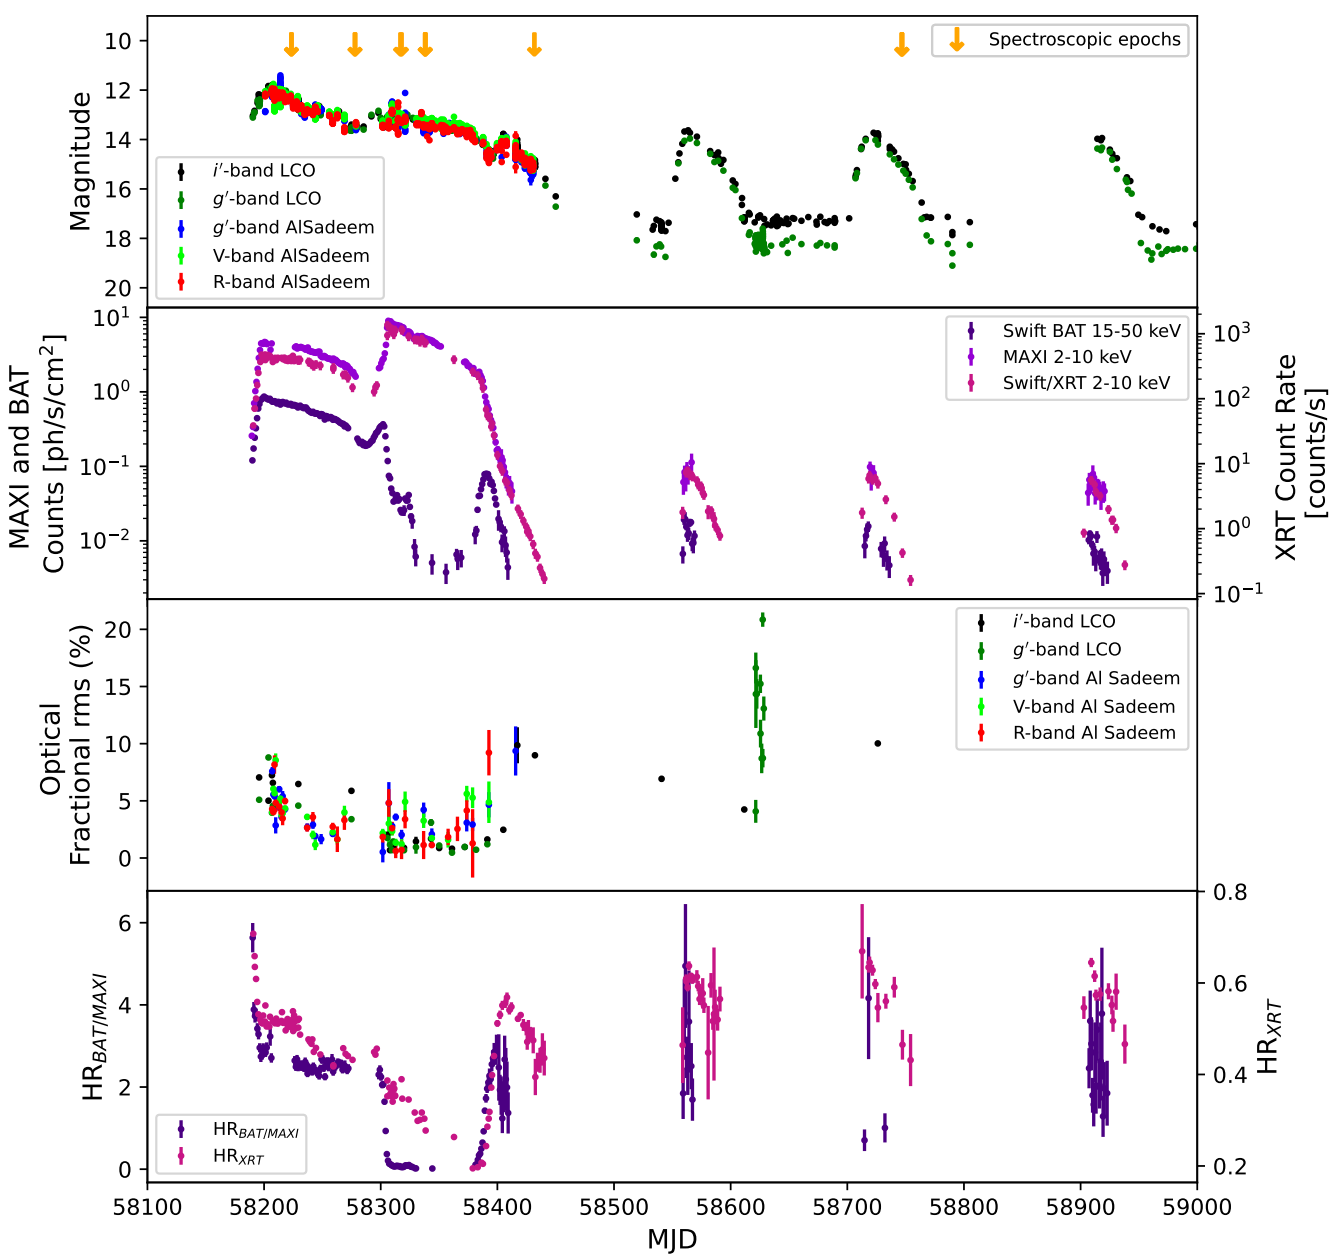 10
12
14
16
18
20
Magnitude
Spectroscopic epochs
i′-band LCO
g′-band LCO
g′-band AlSadeem
V-band AlSadeem
R-band AlSadeem
10¹
10⁰
10⁻¹
10⁻²
MAXI and BAT
Counts [ph/s/cm²]
Swift BAT 15-50 keV
MAXI 2-10 keV
Swift/XRT 2-10 keV
10³
10²
10¹
10⁰
10⁻¹
XRT Count Rate
[counts/s]
20
15
10
5
0
Optical
Fractional rms (%)
i′-band LCO
g′-band LCO
g′-band Al Sadeem
V-band Al Sadeem
R-band Al Sadeem
6
4
2
0
HR_BAT/MAXI
HR_BAT/MAXI
HR_XRT
0.8
0.6
0.4
0.2
HR_XRT
58100 58200 58300 58400 58500 58600 58700 58800 58900 59000
MJD